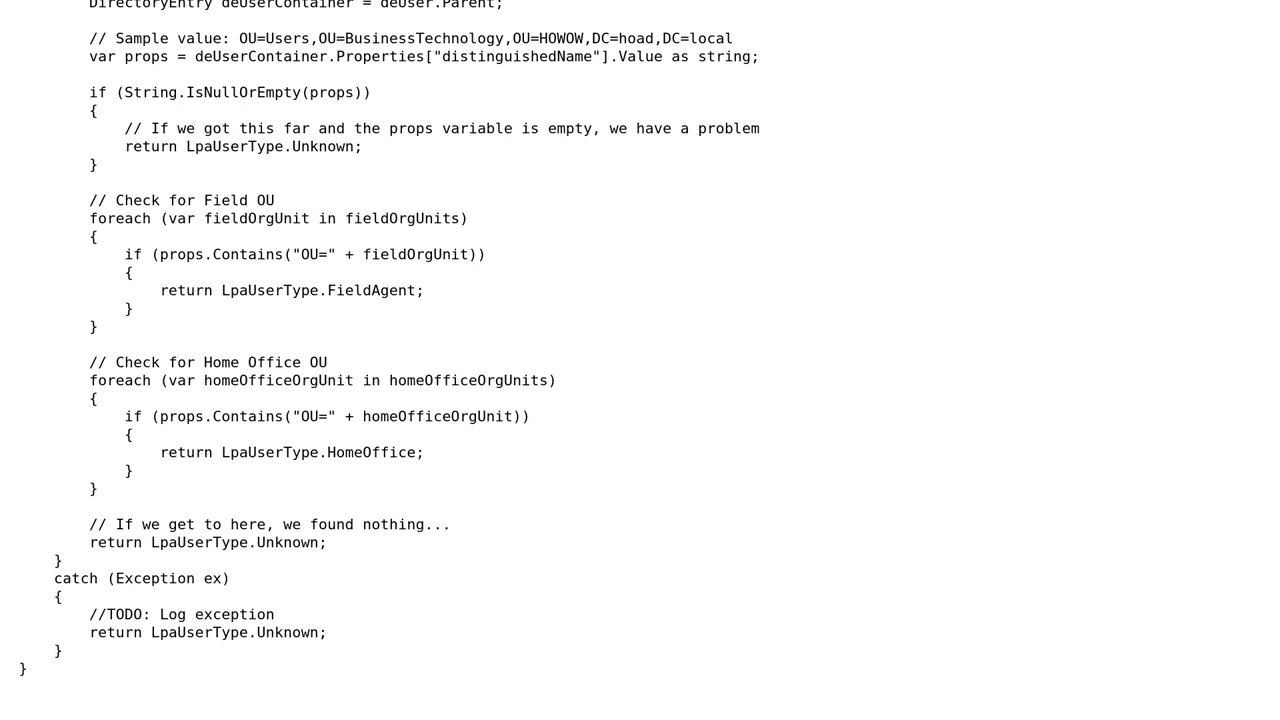 DirectoryEntry deUserContainer = deUser.Parent;
// Sample value: OU=Users,OU=BusinessTechnology,OU=HOWOW,DC=hoad,DC=local
var props = deUserContainer.Properties["distinguishedName"].Value as string;
if (String.IsNullOrEmpty(props))
{
// If we got this far and the props variable is empty, we have a problem
return LpaUserType.Unknown;
}
// Check for Field OU
foreach (var fieldOrgUnit in fieldOrgUnits)
{
if (props.Contains("OU=" + fieldOrgUnit))
{
return LpaUserType.FieldAgent;
}
}
// Check for Home Office OU
foreach (var homeOfficeOrgUnit in homeOfficeOrgUnits)
{
if (props.Contains("OU=" + homeOfficeOrgUnit))
{
return LpaUserType.HomeOffice;
}
}
// If we get to here, we found nothing...
return LpaUserType.Unknown;
}
catch (Exception ex)
{
//TODO: Log exception
return LpaUserType.Unknown;
}
}